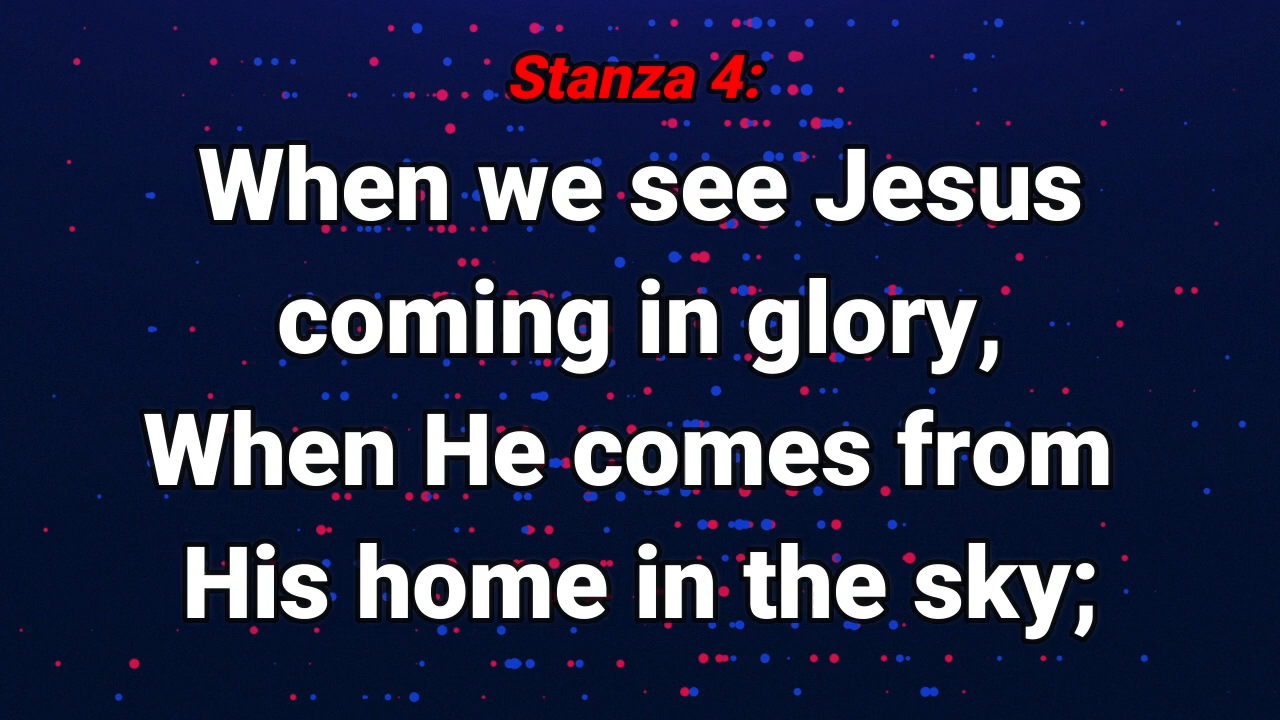 Stanza 4:
When we see Jesus
coming in glory,
When He comes from
His home in the sky;